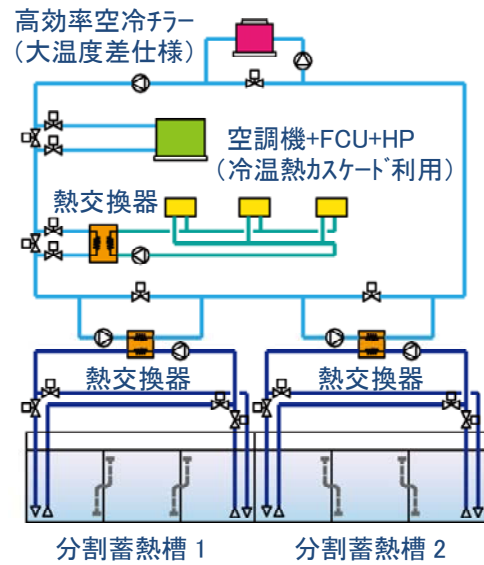 高効率空冷チラー
（大温度差仕様）
空調機+FCU+HP
（冷温熱ｶｽｹｰﾄﾞ利用）
熱交換器
熱交換器
熱交換器
分割蓄熱槽 1
分割蓄熱槽 2